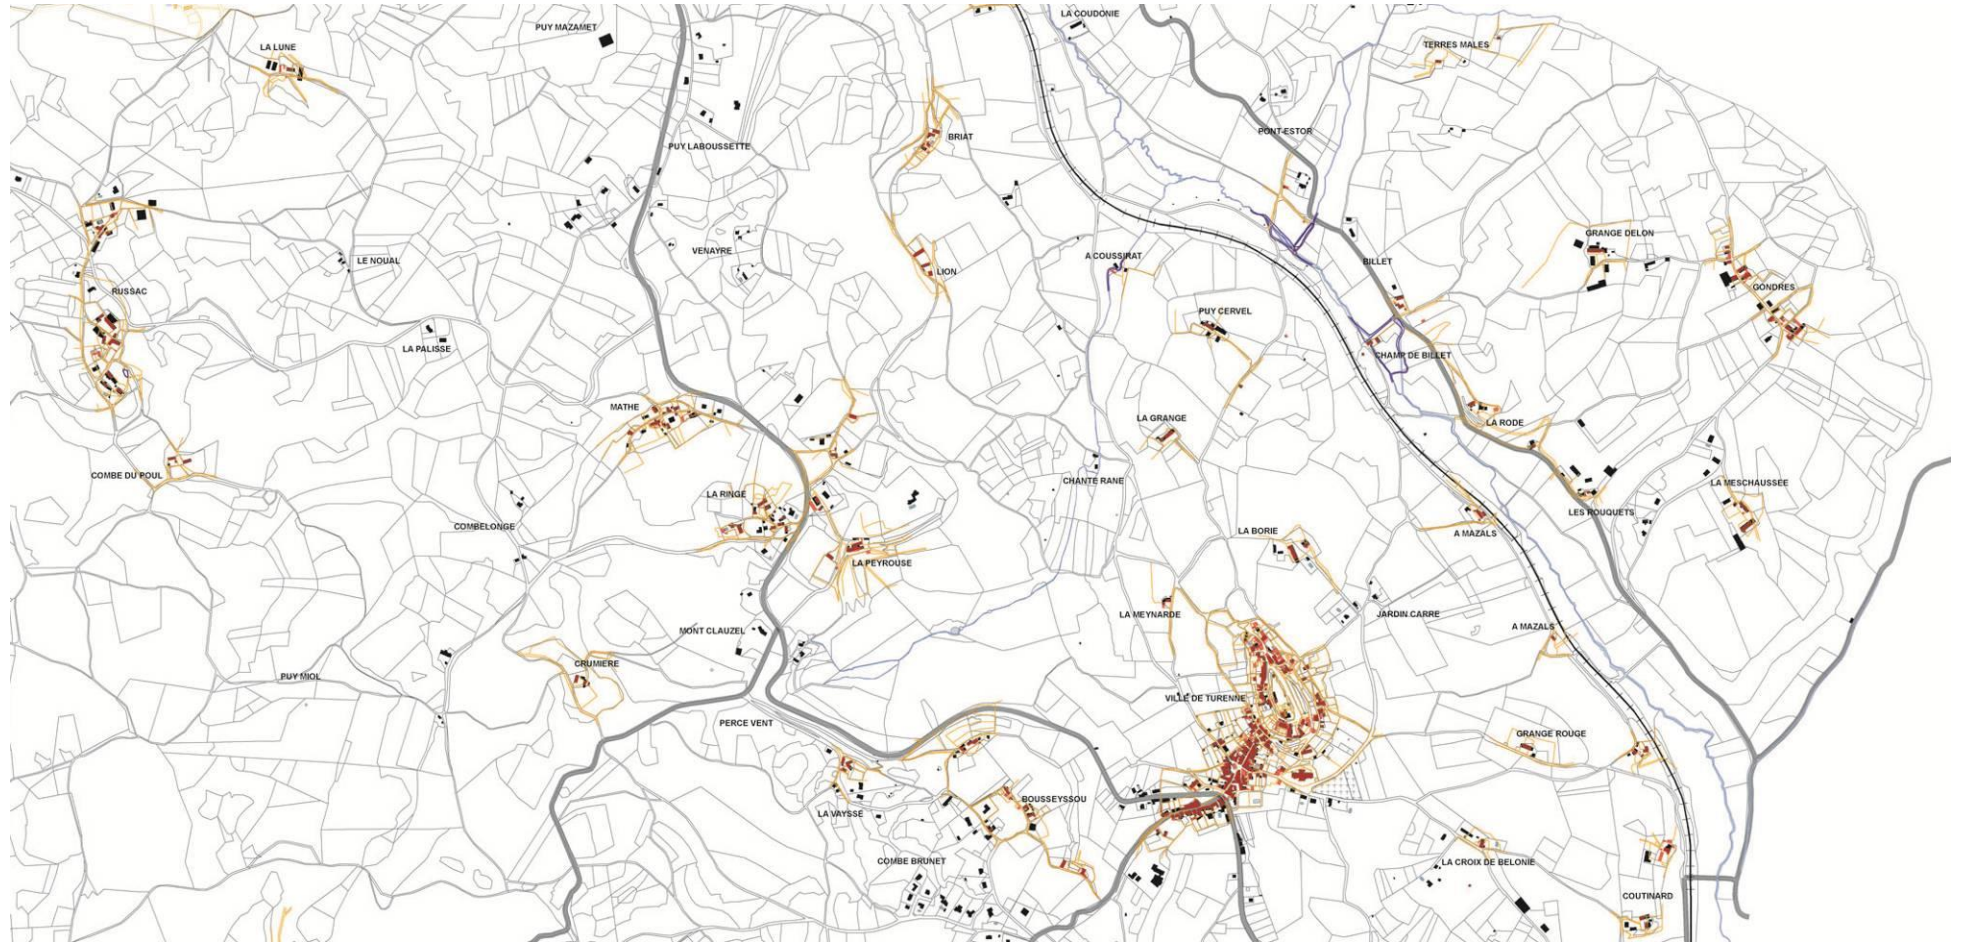 LA COUDONIE
PUY MAZAMET
TERRES MALES
LA LUNE
PONT-ESTOR
BRIAT
PUY LABOUSSETTE
GRANGE DELON
VENAYRE
A COUSSIRAT
LE NOUAL
BILLET
LION
GONDRES
RUSSAC
PUY CERVEL
LA PALISSE
CHAMP DE BILLET
MATHE
LA GRANGE
LA RODE
COMBE DU POUL
CHANTE RANE
LA MESCHAUSSEE
LA RINGE
LES ROUQUETS
COMBELONGE
LA BORIE
A MAZALS
LA PEYROUSE
LA MEYNARDE
JARDIN CARRE
A MAZALS
MONT CLAUZEL
CRUMIERE
PUY MIOL
VILLE DE TURENNE
PERCE VENT
GRANGE ROUGE
BOUSSEYSSOU
LA VAYSSE
COMBE BRUNET
LA CROIX DE BELONIE
COUTINARD